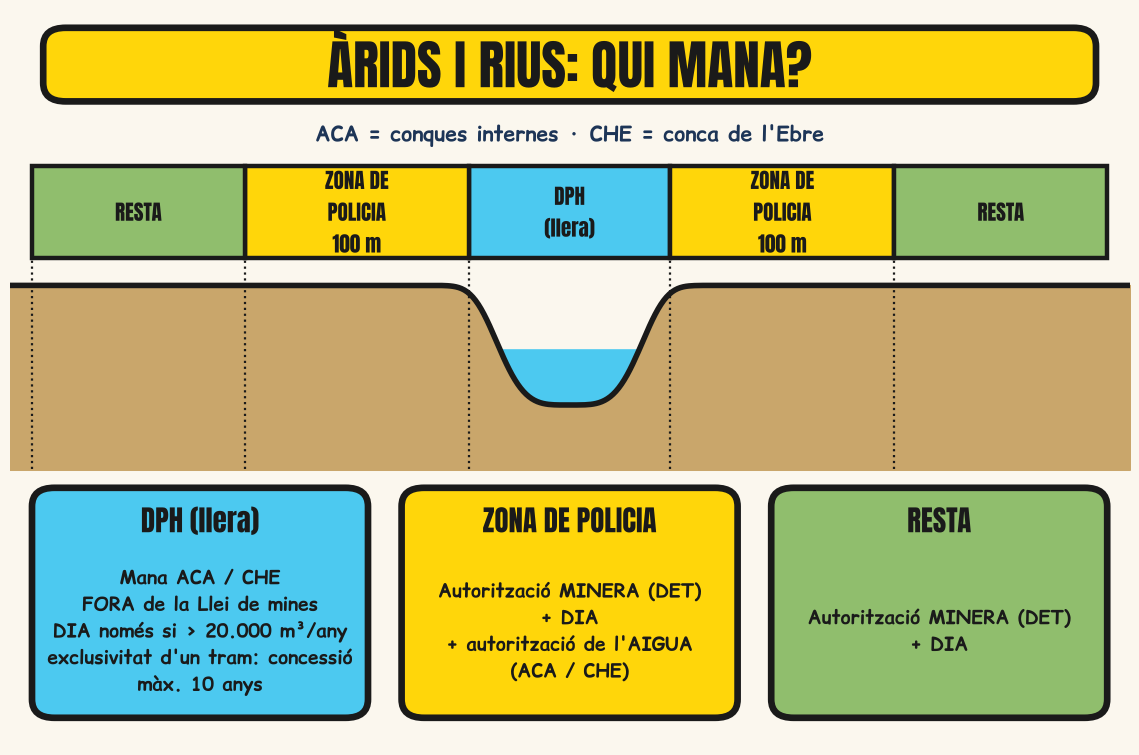 ÀRIDS I RIUS: QUI MANA?
ACA = conques internes · CHE = conca de l'Ebre
RESTA
ZONA DE
POLICIA
100 m
DPH
(llera)
ZONA DE
POLICIA
100 m
RESTA
DPH (llera)
Mana ACA / CHE
FORA de la Llei de mines
DIA només si > 20.000 m³/any
exclusivitat d'un tram: concessió
màx. 10 anys
ZONA DE POLICIA
Autorització MINERA (DET)
+ DIA
+ autorització de l'AIGUA
(ACA / CHE)
RESTA
Autorització MINERA (DET)
+ DIA